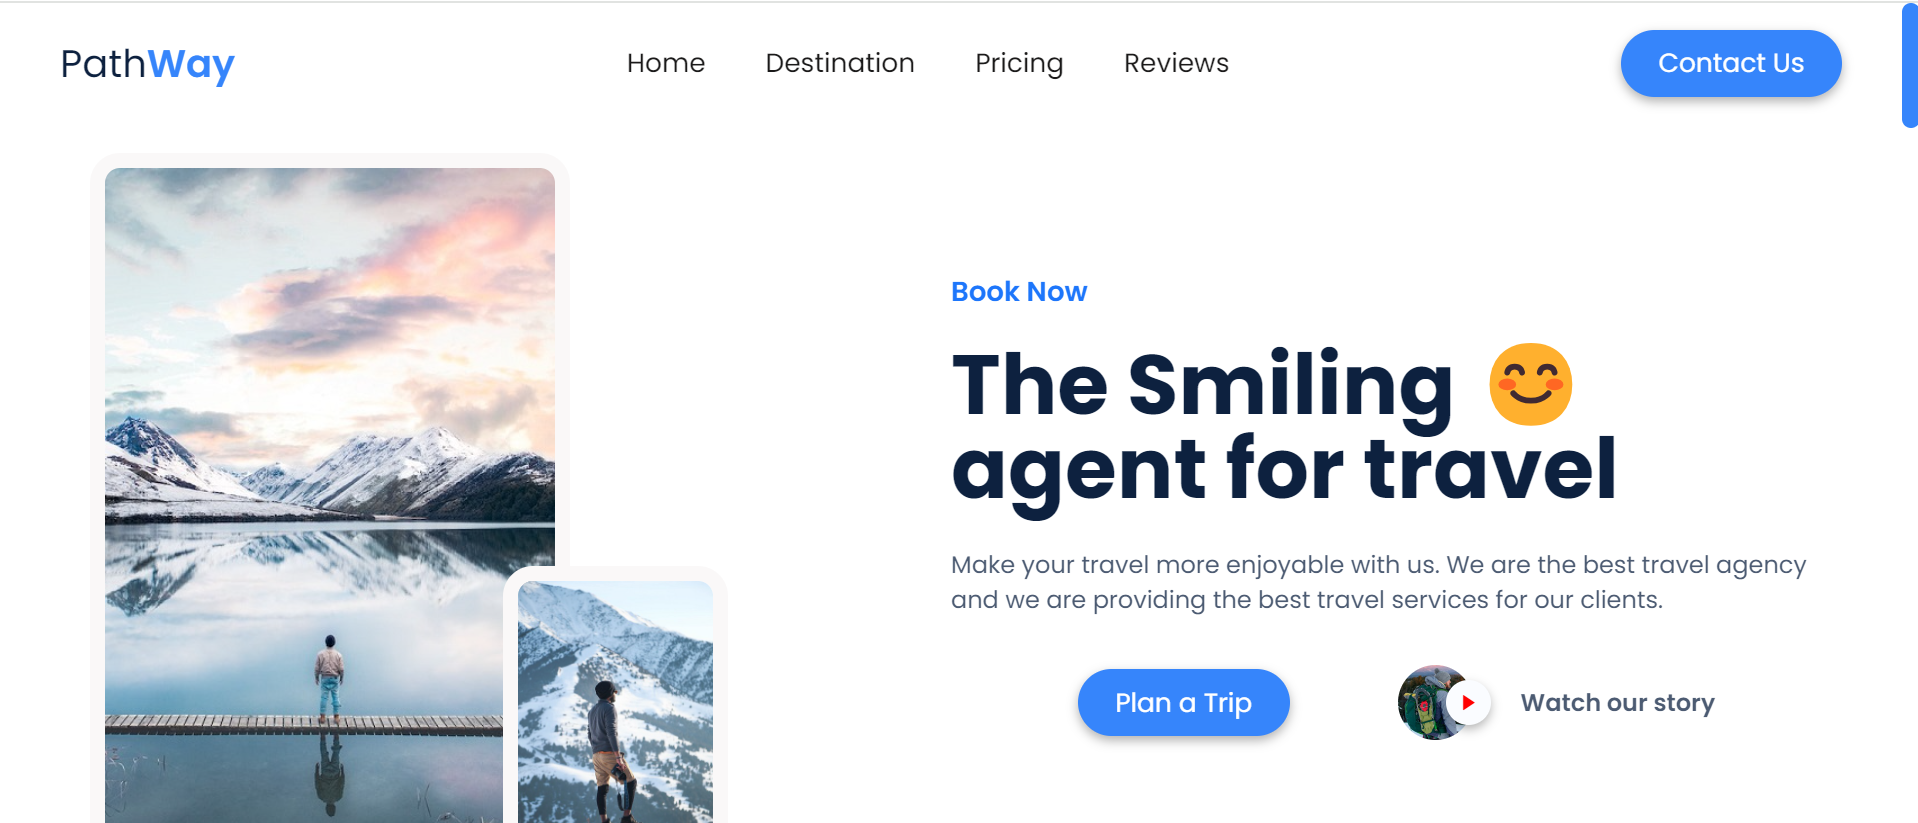 PathWay
Home
Destination
Pricing
Reviews
Contact Us
Book Now
The Smiling 😊
agent for travel
Make your travel more enjoyable with us. We are the best travel agency
and we are providing the best travel services for our clients.
Plan a Trip
Watch our story